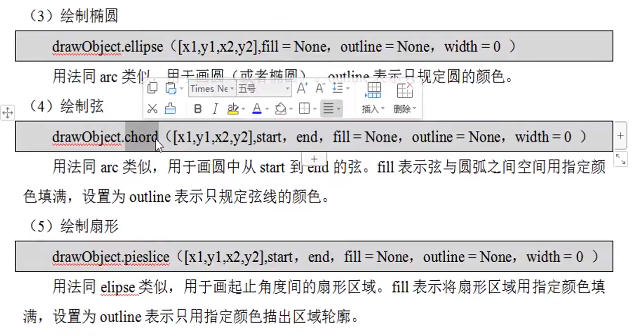 （3）绘制椭圆
drawObject.ellipse（[x1,y1,x2,y2],fill = None，outline = None，width = 0 ）
用法同 arc 类似，用于画圆（或者椭圆），outline 表示只规定圆的颜色。
Times Ne 五号
B I A 插入 删除
（4）绘制弦
drawObject.chord（[x1,y1,x2,y2],start，end，fill = None，outline = None，width = 0 ）
用法同 arc 类似，用于画圆中从 start 到 end 的弦。fill 表示弦与圆弧之间空间用指定颜
色填满，设置为 outline 表示只规定弦线的颜色。
（5）绘制扇形
drawObject.pieslice（[x1,y1,x2,y2],start，end，fill = None，outline = None，width = 0 ）
用法同 elipse 类似，用于画起止角度间的扇形区域。fill 表示将扇形区域用指定颜色填
满，设置为 outline 表示只用指定颜色描出区域轮廓。